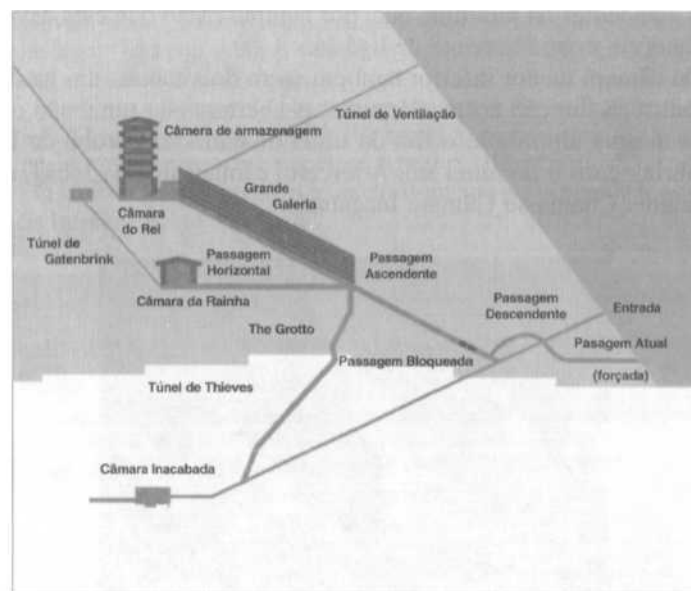 Túnel de Ventilação
Câmera de armazenagem
Grande
Galeria
Câmara
do Rei
Túnel de
Gatenbrink
Passagem
Horizontal
Passagem
Ascendente
Câmara da Rainha
Passagem
Descendente
Entrada
The Grotto
Passagem Bloqueada
Pasagem Atual
(forçada)
Túnel de Thieves
Câmara Inacabada